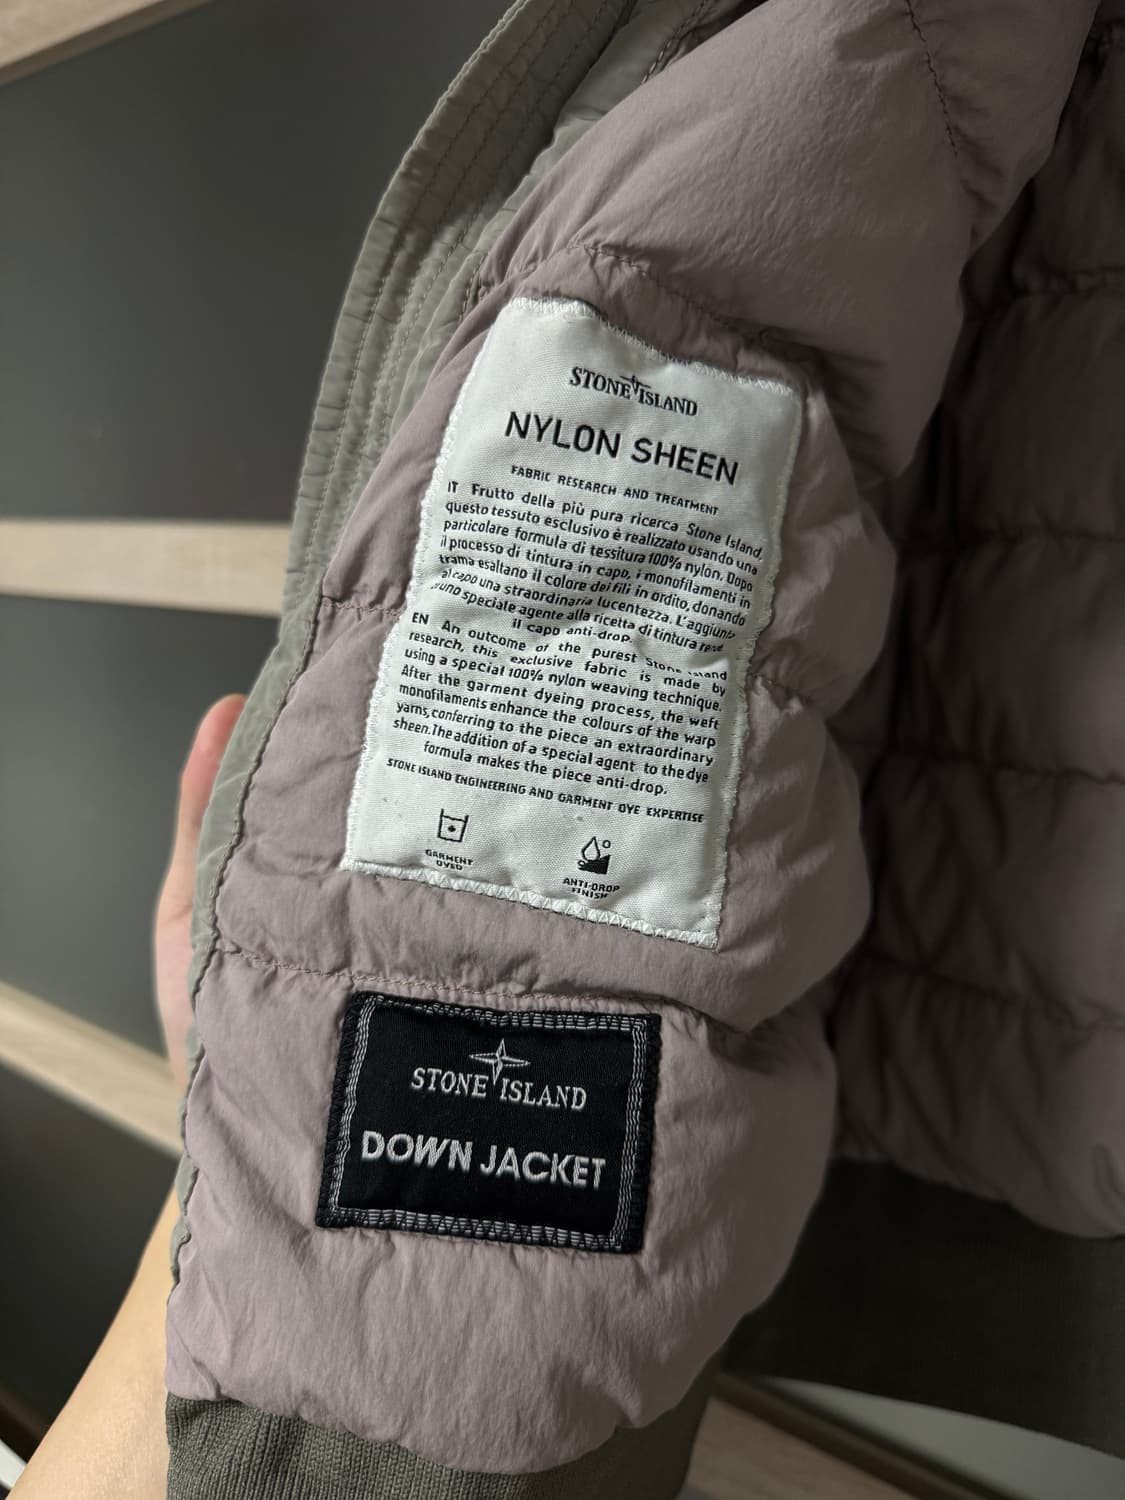 STONE ISLAND
NYLON SHEEN
FABRIC RESEARCH AND TREATMENT
IT Frutto della più pura ricerca Stone Island,
questo tessuto esclusivo è realizzato usando una
particolare formula di tessitura 100% nylon. Dopo
il processo di tintura in capo, i monofilamenti in
trama esaltano il colore dei fili in ordito, donando
al capo una straordinaria lucentezza. L'aggiunta
uno speciale agente alla ricetta di tintura rende
il capo anti-drop.
EN An outcome of the purest Stone Island
research, this exclusive fabric is made by
using a special 100% nylon weaving technique.
After the garment dyeing process, the weft
monofilaments enhance the colours of the warp
yarns, conferring to the piece an extraordinary
sheen. The addition of a special agent to the dye
formula makes the piece anti-drop.
STONE ISLAND ENGINEERING AND GARMENT DYE EXPERTISE
GARMENT
DYED
ANTI-DROP
FINISH
STONE ISLAND
DOWN JACKET